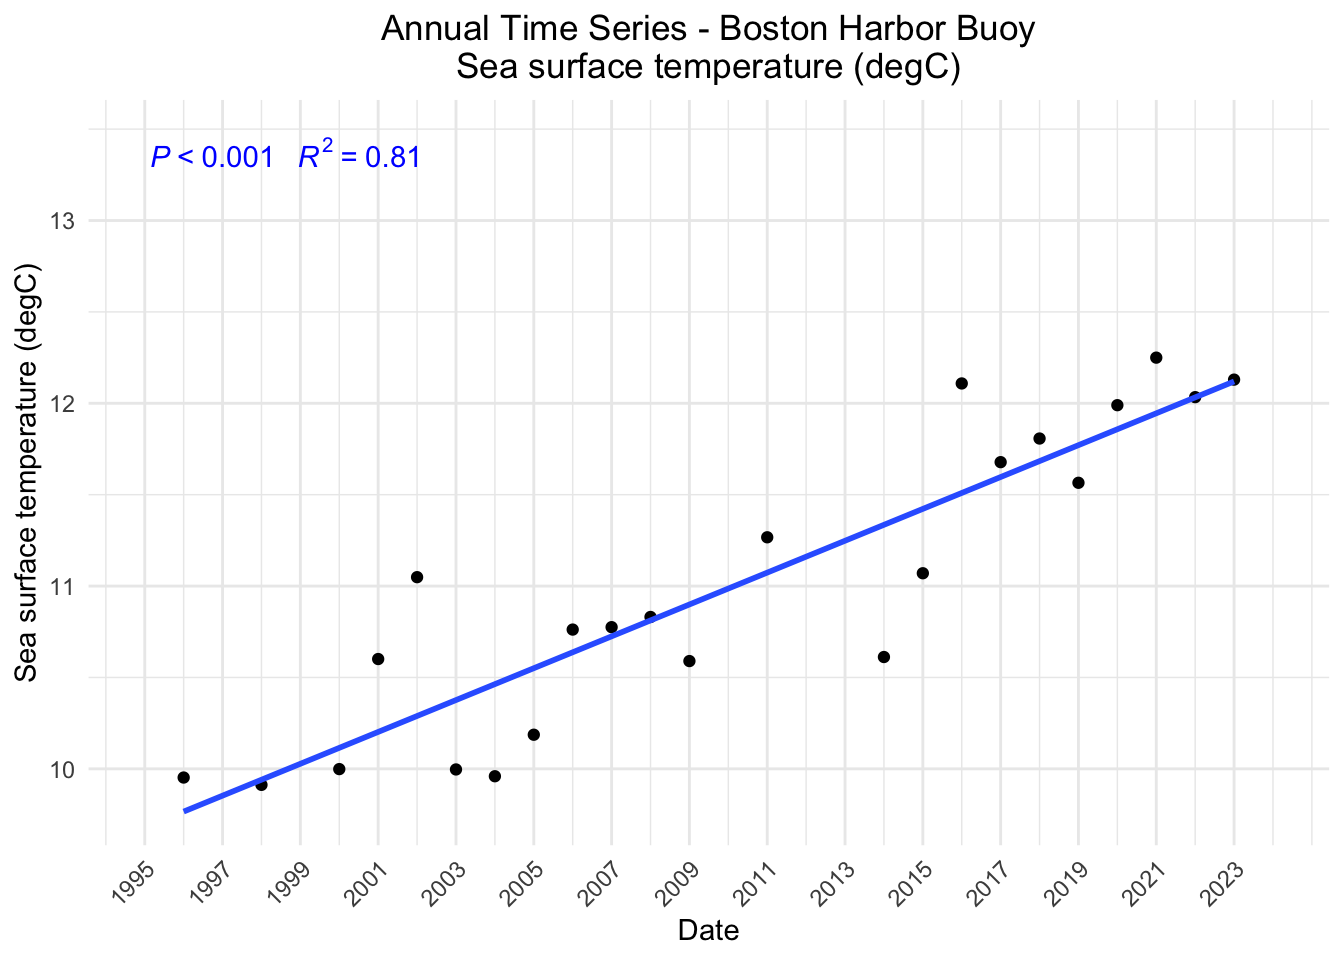 Annual Time Series - Boston Harbor Buoy
Sea surface temperature (degC)
P < 0.001 R² = 0.81
Sea surface temperature (degC)
13
12
11
10
1995 1997 1999 2001 2003 2005 2007 2009 2011 2013 2015 2017 2019 2021 2023
Date